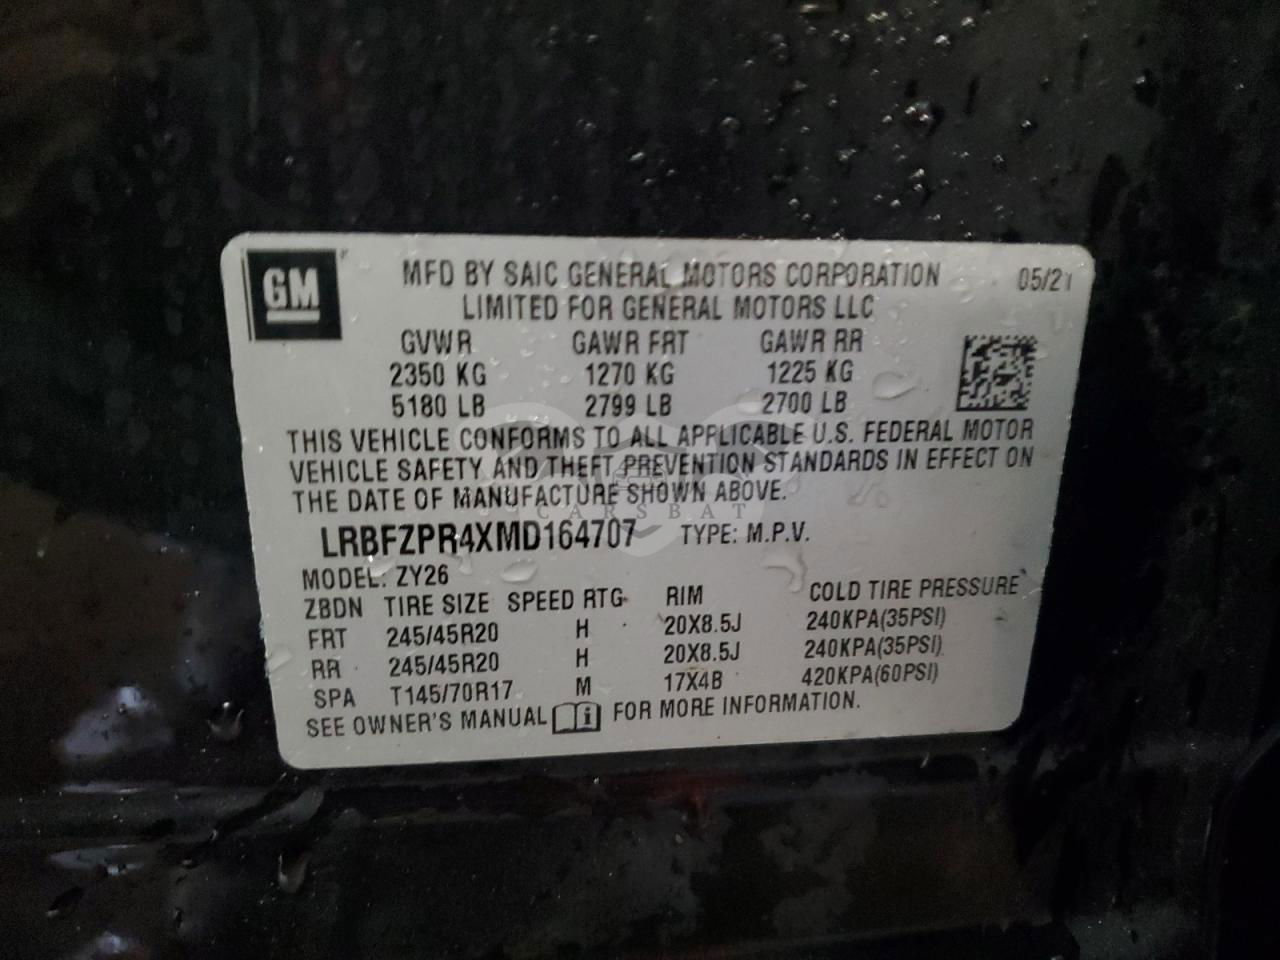 GM
MFD BY SAIC GENERAL MOTORS CORPORATION 05/21
LIMITED FOR GENERAL MOTORS LLC
GVWR GAWR FRT GAWR RR
2350 KG 1270 KG 1225 KG
5180 LB 2799 LB 2700 LB
THIS VEHICLE CONFORMS TO ALL APPLICABLE U.S. FEDERAL MOTOR
VEHICLE SAFETY AND THEFT PREVENTION STANDARDS IN EFFECT ON
THE DATE OF MANUFACTURE SHOWN ABOVE.
CARSBAT
LRBFZPR4XMD164707 TYPE: M.P.V.
MODEL: ZY26
ZBDN TIRE SIZE SPEED RTG RIM COLD TIRE PRESSURE
FRT 245/45R20 H 20X8.5J 240KPA(35PSI)
RR 245/45R20 H 20X8.5J 240KPA(35PSI)
SPA T145/70R17 M 17X4B 420KPA(60PSI)
SEE OWNER'S MANUAL i FOR MORE INFORMATION.